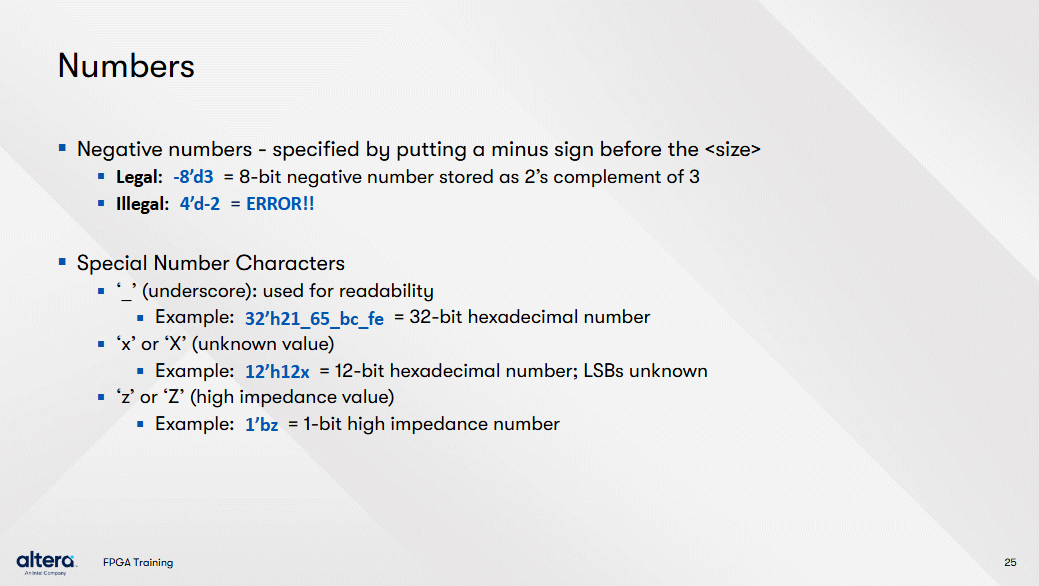 Numbers
▪ Negative numbers - specified by putting a minus sign before the <size>
▪ Legal: -8’d3 = 8-bit negative number stored as 2’s complement of 3
▪ Illegal: 4’d-2 = ERROR!!
▪ Special Number Characters
▪ ‘_’ (underscore): used for readability
▪ Example: 32’h21_65_bc_fe = 32-bit hexadecimal number
▪ ‘x’ or ‘X’ (unknown value)
▪ Example: 12’h12x = 12-bit hexadecimal number; LSBs unknown
▪ ‘z’ or ‘Z’ (high impedance value)
▪ Example: 1’bz = 1-bit high impedance number
altera
An Intel Company
FPGA Training
25